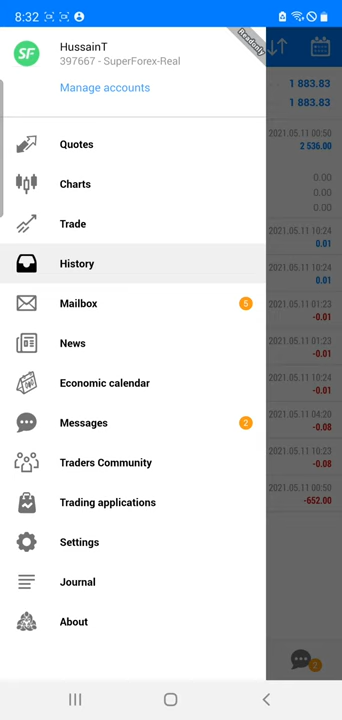 8:32
Readonly
SF
HussainT
397667 - SuperForex-Real
Manage accounts
Quotes
Charts
Trade
History
Mailbox 5
News
Economic calendar
Messages 2
Traders Community
Trading applications
Settings
Journal
About
1 883.83
1 883.83
2021.05.11 00:50
2 536.00
0.00
0.00
0.00
2021.05.11 10:24
0.01
2021.05.11 10:24
0.01
2021.05.11 01:23
-0.01
2021.05.11 01:23
-0.01
2021.05.11 10:24
-0.01
2021.05.11 04:20
-0.08
2021.05.11 10:23
-0.08
2021.05.11 00:50
-652.00
2